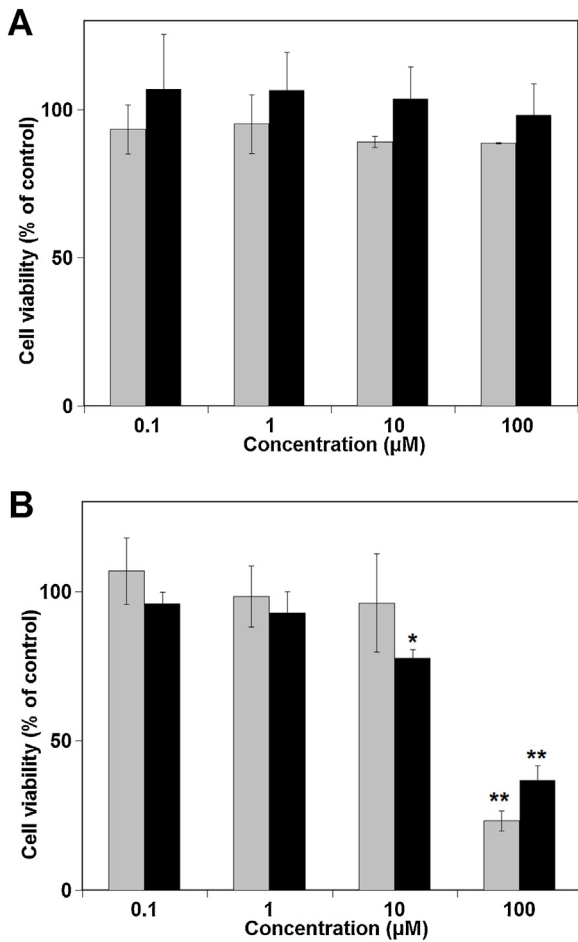 A
Cell viability (% of control)
100
50
0
0.1 1 10 100
Concentration (µM)
B
Cell viability (% of control)
100
50
0
*
**
**
0.1 1 10 100
Concentration (µM)